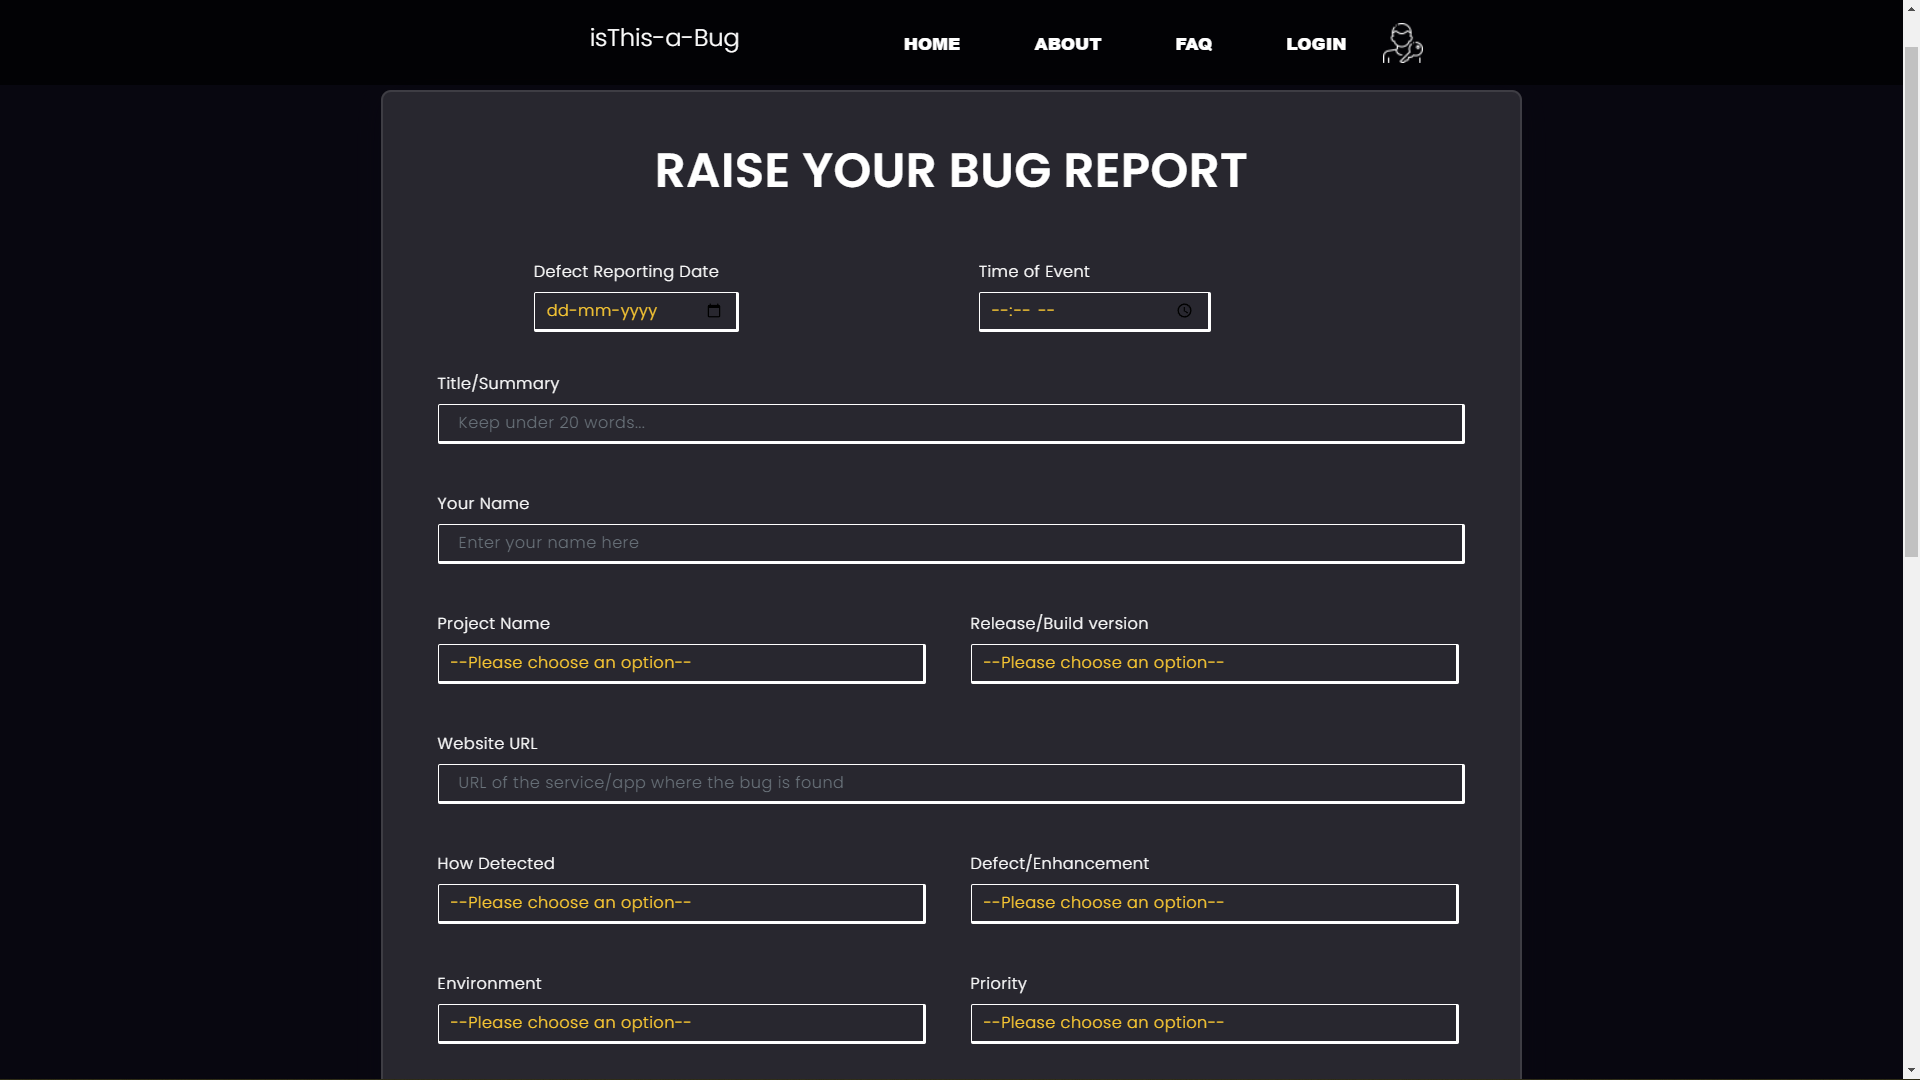 isThis-a-Bug
HOME ABOUT FAQ LOGIN
RAISE YOUR BUG REPORT
Defect Reporting Date Time of Event
dd-mm-yyyy --:-- --
Title/Summary
Keep under 20 words...
Your Name
Enter your name here
Project Name Release/Build version
--Please choose an option-- --Please choose an option--
Website URL
URL of the service/app where the bug is found
How Detected Defect/Enhancement
--Please choose an option-- --Please choose an option--
Environment Priority
--Please choose an option-- --Please choose an option--